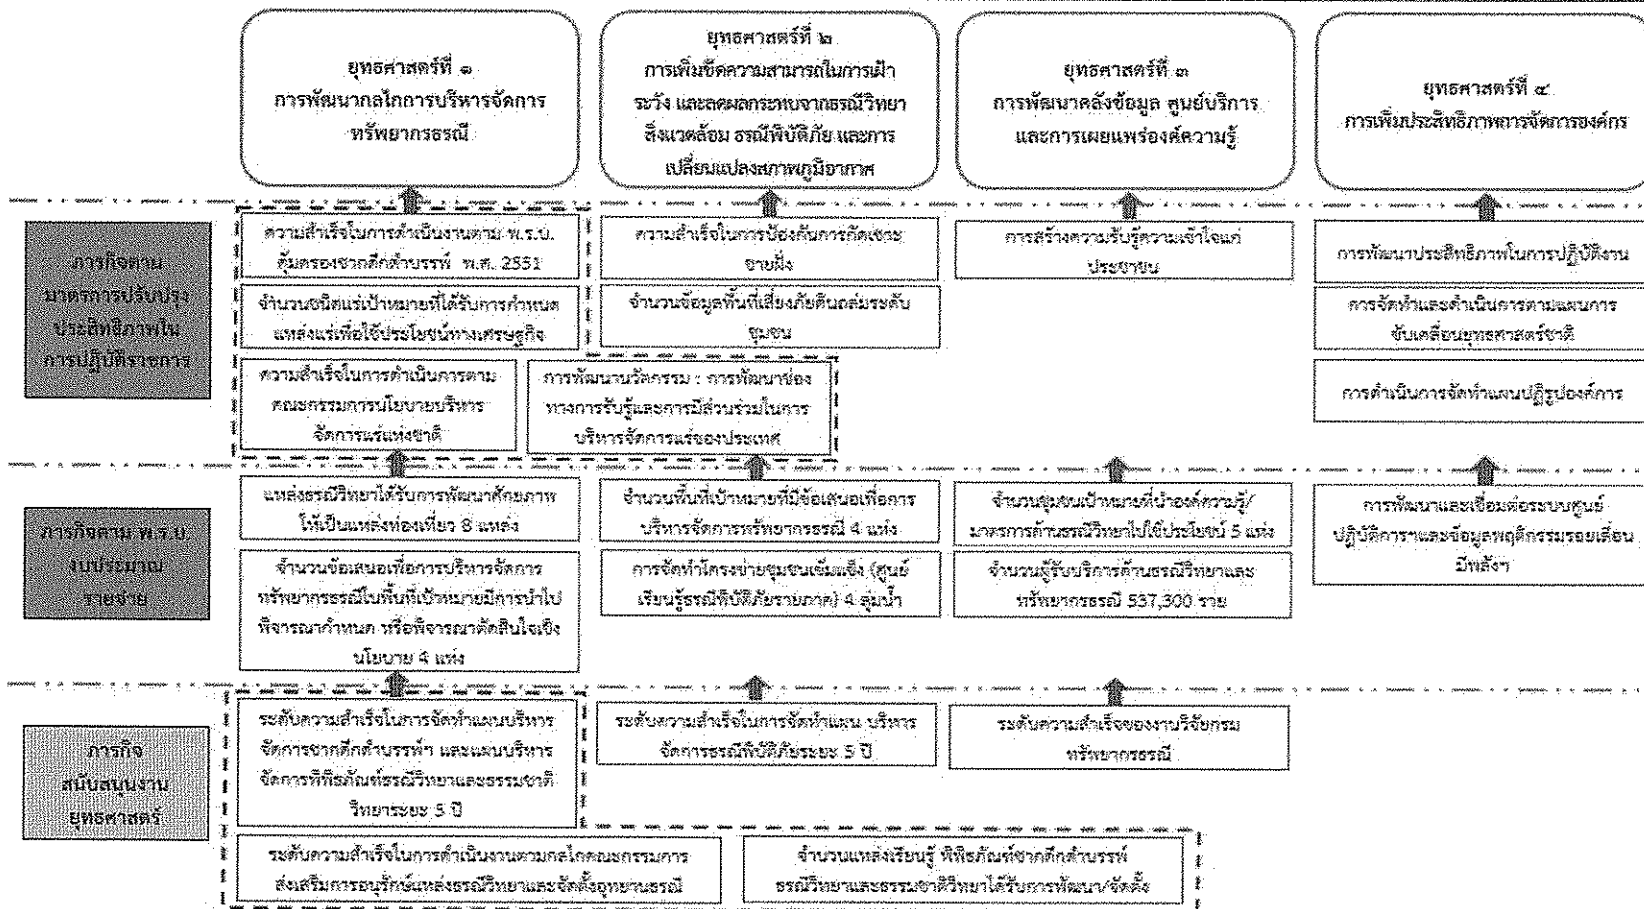 ยุทธศาสตร์ที่ ๑
การพัฒนากลไกการบริหารจัดการ
ทรัพยากรธรณี
ยุทธศาสตร์ที่ ๒
การเพิ่มขีดความสามารถในการเฝ้า
ระวัง และลดผลกระทบจากธรณีวิทยา
สิ่งแวดล้อม ธรณีพิบัติภัย และการ
เปลี่ยนแปลงสภาพภูมิอากาศ
ยุทธศาสตร์ที่ ๓
การพัฒนาคลังข้อมูล ศูนย์บริการ
และการเผยแพร่องค์ความรู้
ยุทธศาสตร์ที่ ๔
การเพิ่มประสิทธิภาพการจัดการองค์กร
ภารกิจตาม
มาตรการปรับปรุง
ประสิทธิภาพใน
การปฏิบัติราชการ
ความสำเร็จในการดำเนินงานตาม พ.ร.บ.
คุ้มครองซากดึกดำบรรพ์ พ.ศ. 2551
จำนวนชนิดแร่เป้าหมายที่ได้รับการกำหนด
แหล่งแร่เพื่อใช้ประโยชน์ทางเศรษฐกิจ
ความสำเร็จในการดำเนินการตาม
คณะกรรมการนโยบายบริหาร
จัดการแร่แห่งชาติ
การพัฒนานวัตกรรม : การพัฒนาช่อง
ทางการรับรู้และการมีส่วนร่วมในการ
บริหารจัดการแร่ของประเทศ
ความสำเร็จในการป้องกันการกัดเซาะ
ชายฝั่ง
จำนวนข้อมูลพื้นที่เสี่ยงภัยดินถล่มระดับ
ชุมชน
การสร้างความรับรู้ความเข้าใจแก่
ประชาชน
การพัฒนาประสิทธิภาพในการปฏิบัติงาน
การจัดทำและดำเนินการตามแผนการ
ขับเคลื่อนยุทธศาสตร์ชาติ
การดำเนินการจัดทำแผนปฏิรูปองค์การ
ภารกิจตาม พ.ร.บ.
งบประมาณ
รายจ่าย
แหล่งธรณีวิทยาได้รับการพัฒนาศักยภาพ
ให้เป็นแหล่งท่องเที่ยว 8 แหล่ง
จำนวนข้อเสนอเพื่อการบริหารจัดการ
ทรัพยากรธรณีในพื้นที่เป้าหมายมีการนำไป
พิจารณากำหนด หรือพิจารณาตัดสินใจเชิง
นโยบาย 4 แห่ง
จำนวนพื้นที่เป้าหมายที่มีข้อเสนอเพื่อการ
บริหารจัดการทรัพยากรธรณี 4 แห่ง
การจัดทำโครงข่ายชุมชนเข้มแข็ง (ศูนย์
เรียนรู้ธรณีพิบัติภัยรายภาค) 4 ลุ่มน้ำ
จำนวนชุมชนเป้าหมายที่นำองค์ความรู้/
มาตรการด้านธรณีวิทยาไปใช้ประโยชน์ 5 แห่ง
จำนวนผู้รับบริการด้านธรณีวิทยาและ
ทรัพยากรธรณี 537,300 ราย
การพัฒนาและเชื่อมต่อระบบศูนย์
ปฏิบัติการฯและข้อมูลพฤติกรรมรอยเลื่อน
มีพลังฯ
ภารกิจ
สนับสนุนงาน
ยุทธศาสตร์
ระดับความสำเร็จในการจัดทำแผนบริหาร
จัดการซากดึกดำบรรพ์ฯ และแผนบริหาร
จัดการพิพิธภัณฑ์ธรณีวิทยาและธรรมชาติ
วิทยาระยะ 5 ปี
ระดับความสำเร็จในการจัดทำแผน บริหาร
จัดการธรณีพิบัติภัยระยะ 5 ปี
ระดับความสำเร็จของงานวิจัยกรม
ทรัพยากรธรณี
ระดับความสำเร็จในการดำเนินงานตามกลไกคณะกรรมการ
ส่งเสริมการอนุรักษ์แหล่งธรณีวิทยาและจัดตั้งอุทยานธรณี
จำนวนแหล่งเรียนรู้ พิพิธภัณฑ์ซากดึกดำบรรพ์
ธรณีวิทยาและธรรมชาติวิทยาได้รับการพัฒนา/จัดตั้ง